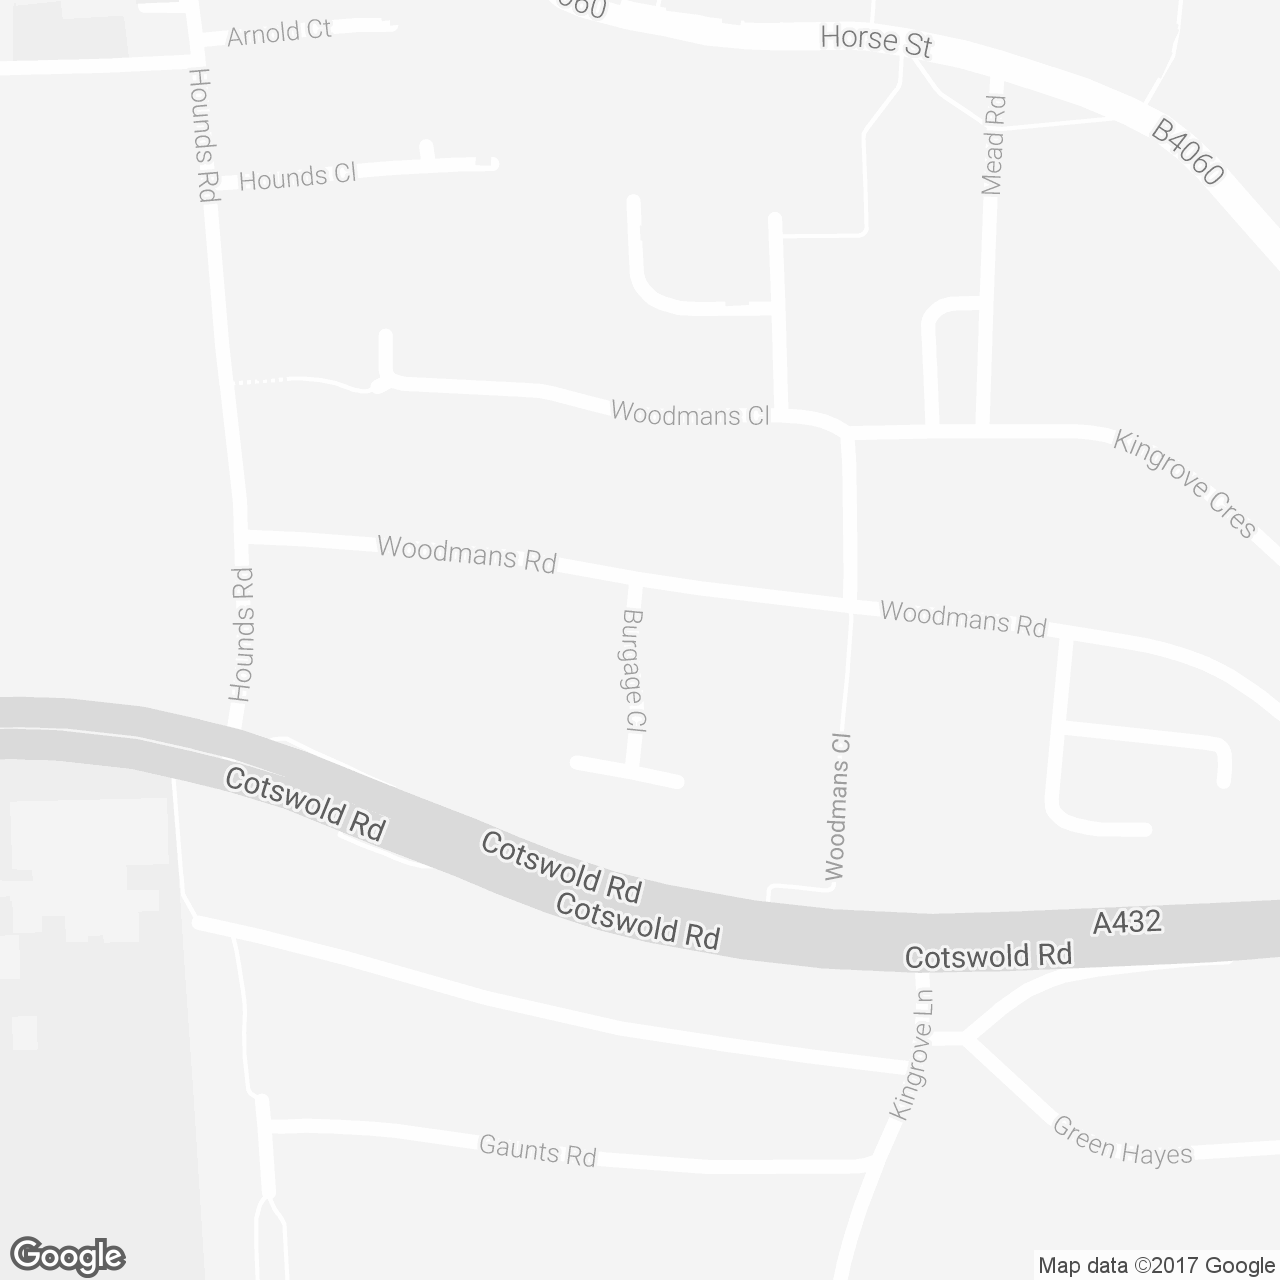 Arnold Ct
Horse St
Hounds Rd
Mead Rd
B4060
Hounds Cl
Woodmans Cl
Kingrove Cres
Woodmans Rd
Hounds Rd
Burgage Cl
Woodmans Rd
Woodmans Cl
Cotswold Rd
Cotswold Rd
Cotswold Rd
A432
Cotswold Rd
Kingrove Ln
Gaunts Rd
Green Hayes
Google
Map data ©2017 Google